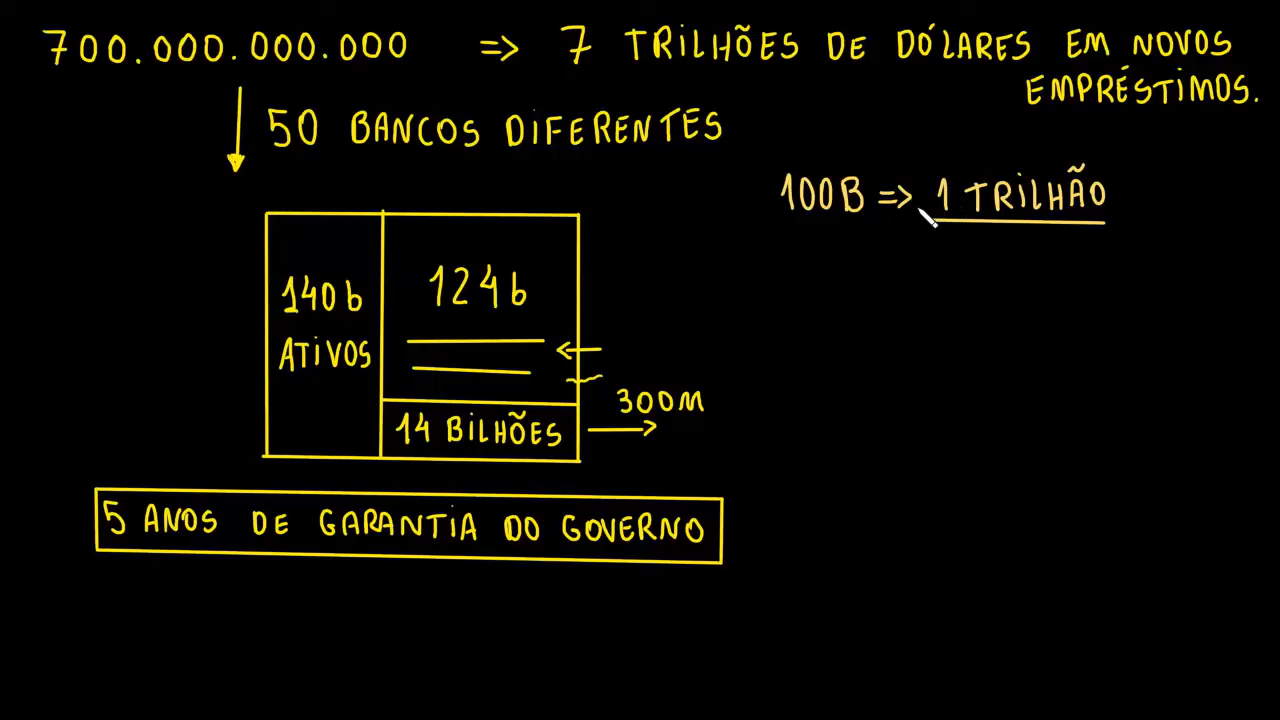 700.000.000.000 => 7 TRILHÕES DE DÓLARES EM NOVOS
EMPRÉSTIMOS.
50 BANCOS DIFERENTES
100B => 1 TRILHÃO
140b
ATIVOS
124b
300M
14 BILHÕES
5 ANOS DE GARANTIA DO GOVERNO